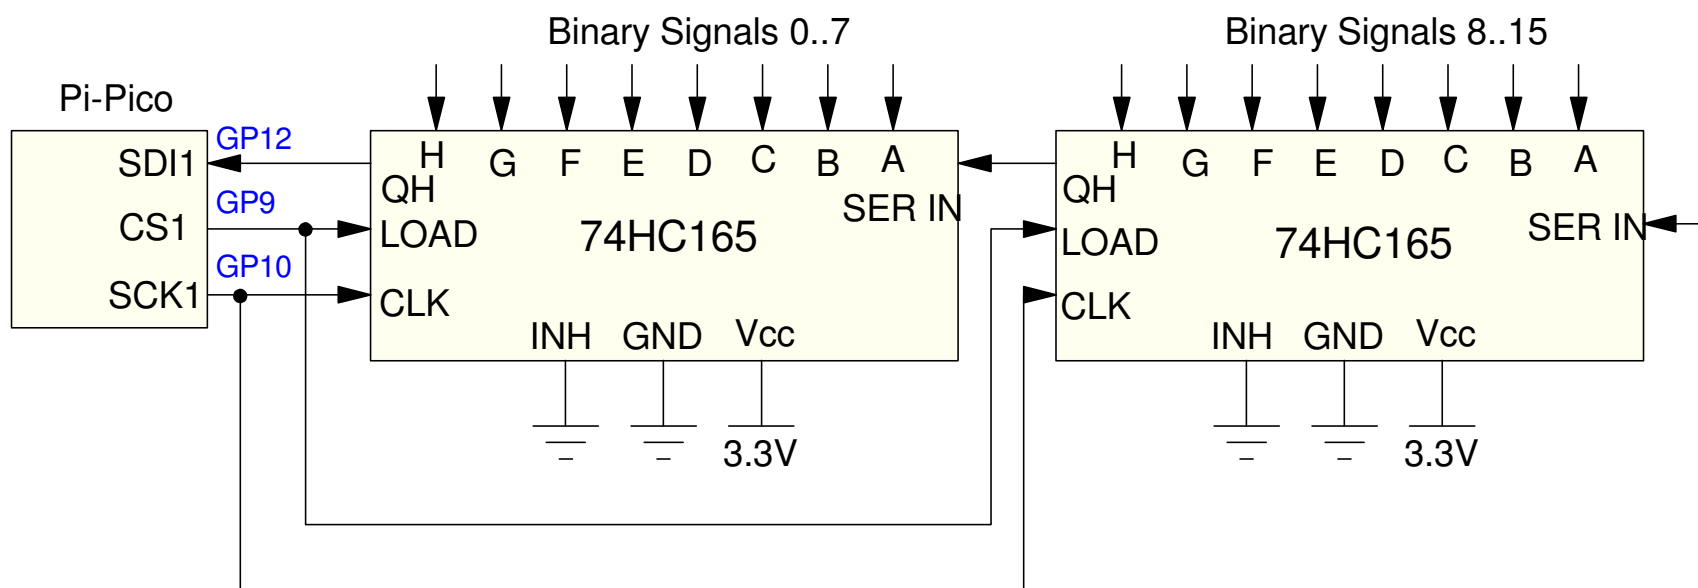 Binary Signals 0..7
Binary Signals 8..15
Pi-Pico
SDI1
GP12
CS1
GP9
SCK1
GP10
H G F E D C B A
QH
SER IN
LOAD
74HC165
CLK
INH GND Vcc
3.3V
H G F E D C B A
QH
SER IN
LOAD
74HC165
CLK
INH GND Vcc
3.3V